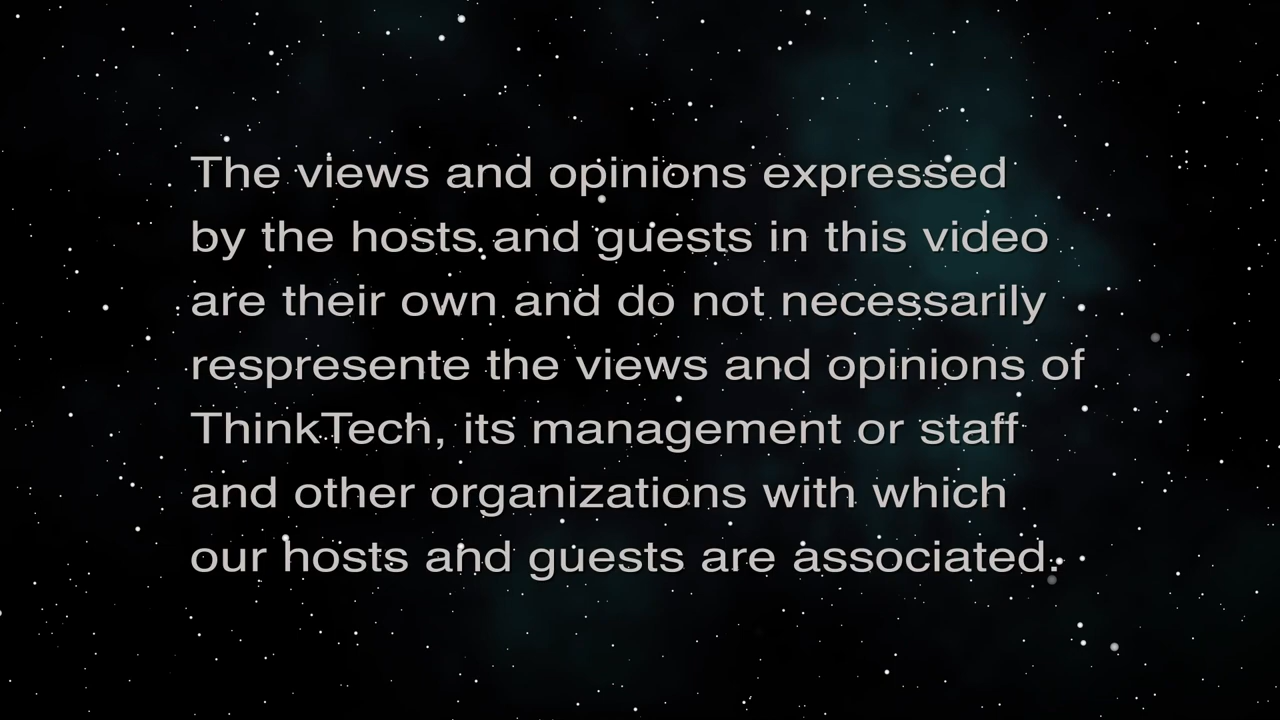 The views and opinions expressed
by the hosts and guests in this video
are their own and do not necessarily
respresente the views and opinions of
ThinkTech, its management or staff
and other organizations with which
our hosts and guests are associated.